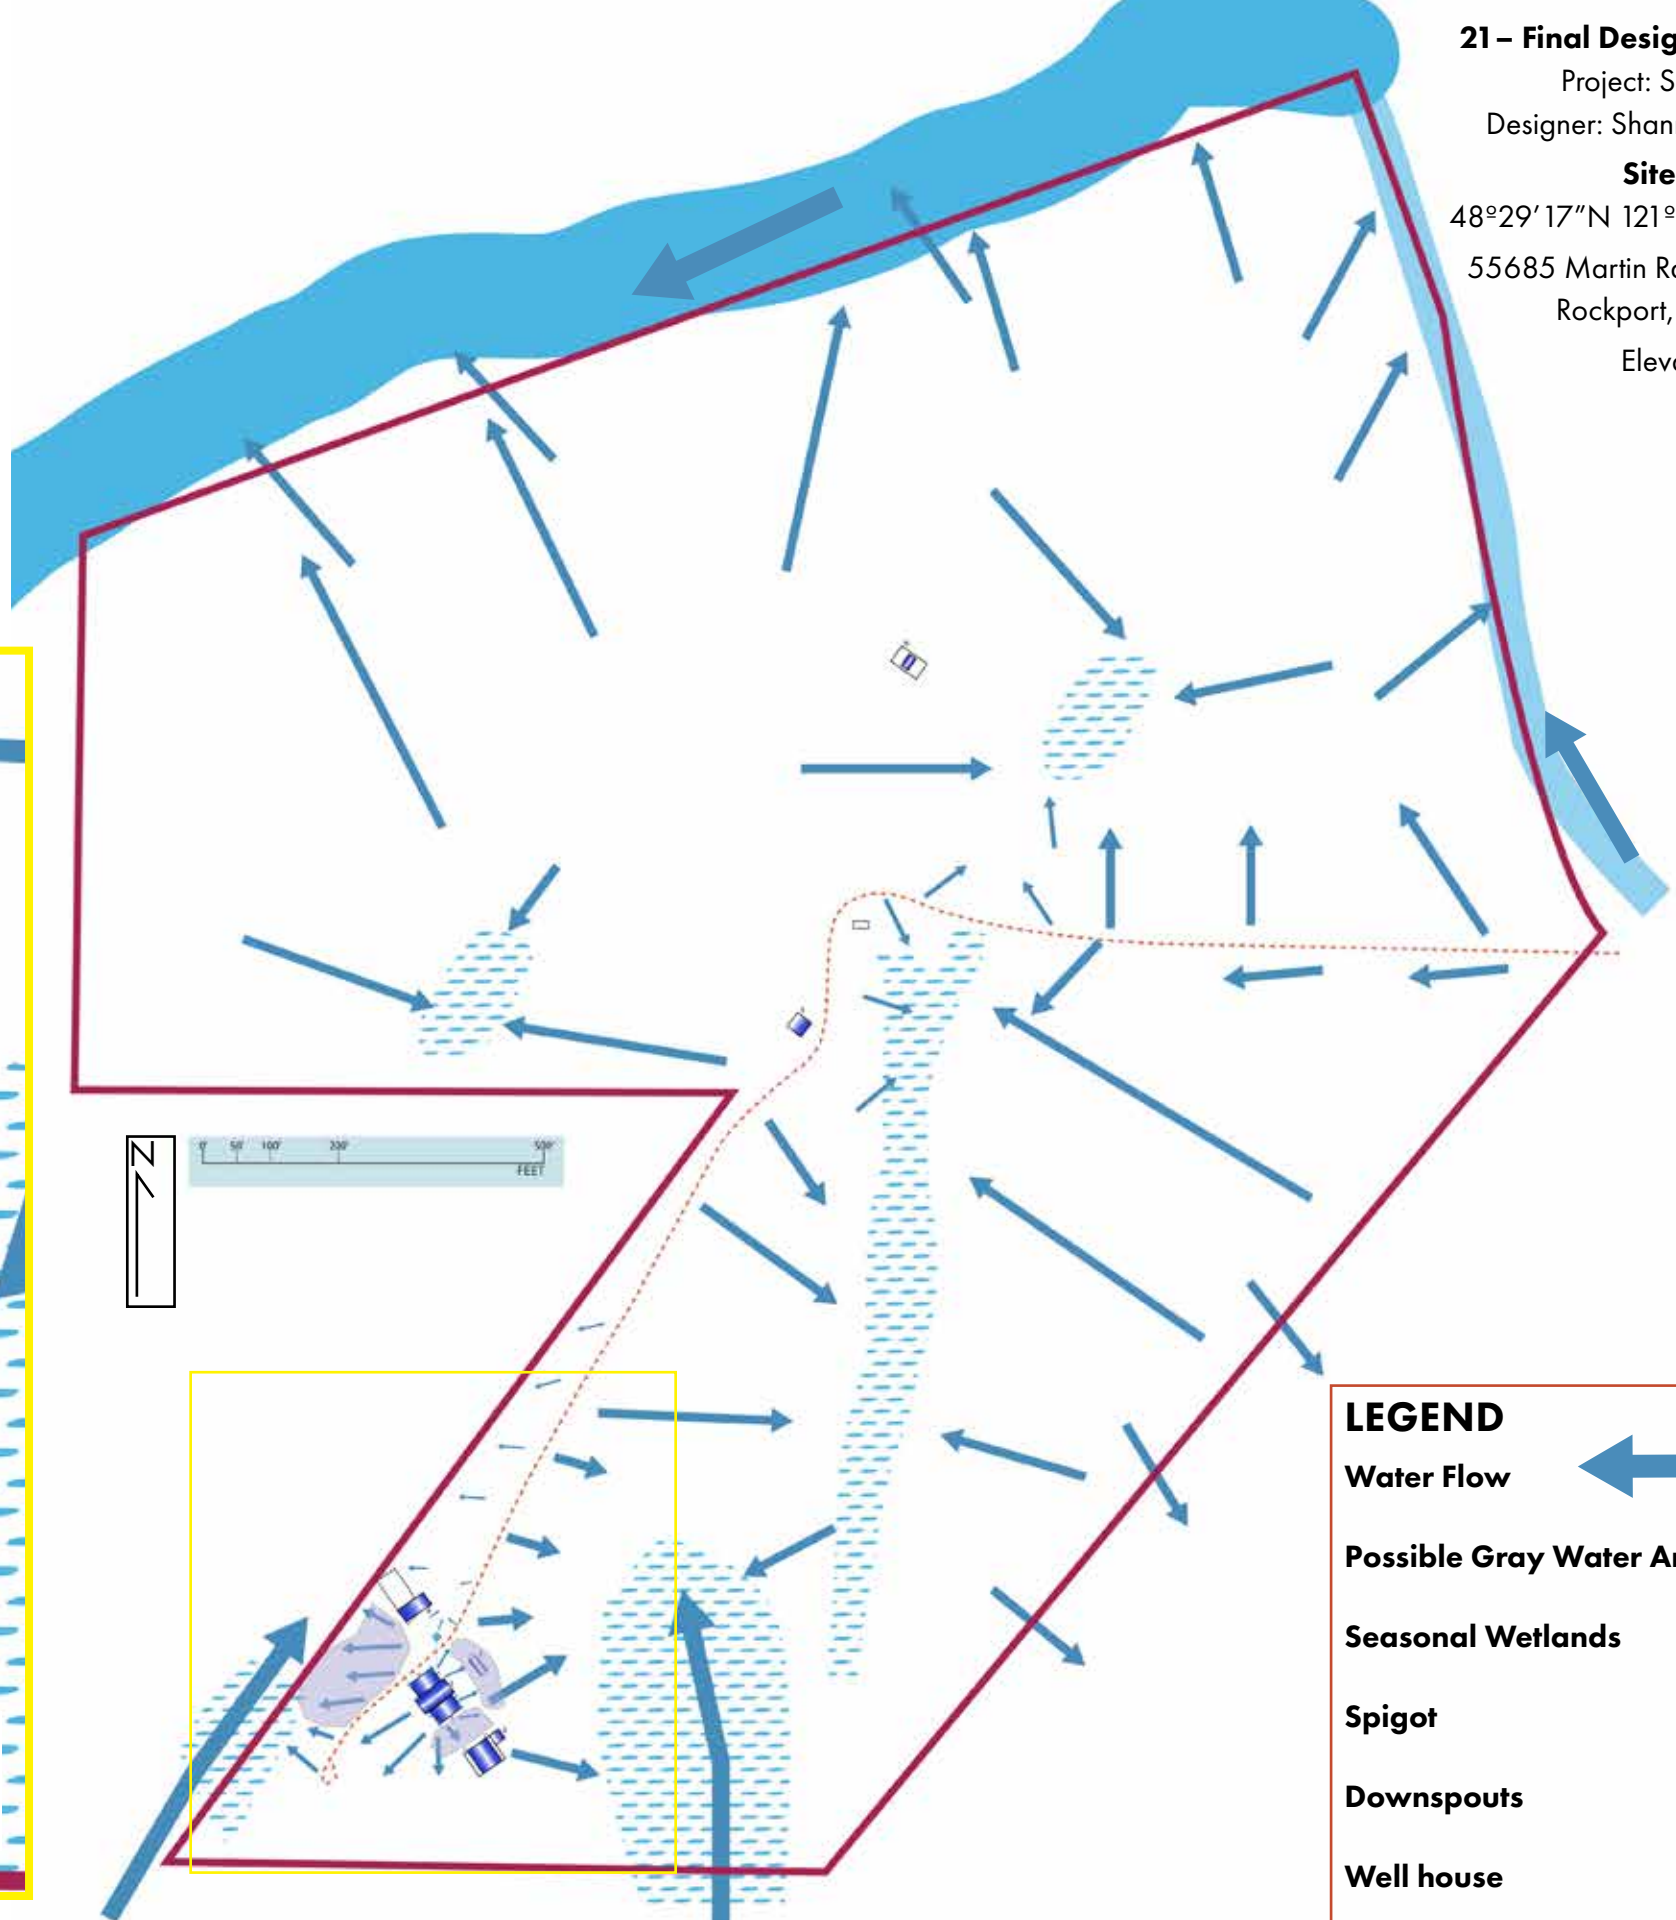 21– Final Desig
Project: S
Designer: Shan
Site
48º29’17”N 121º
55685 Martin Ro
Rockport,
Eleva
N
0' 50' 100' 200' 500'
FEET
LEGEND
Water Flow
Possible Gray Water Ar
Seasonal Wetlands
Spigot
Downspouts
Well house